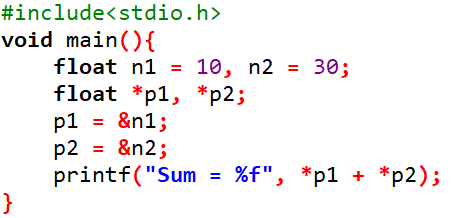 #include<stdio.h>
void main(){
    float n1 = 10, n2 = 30;
    float *p1, *p2;
    p1 = &n1;
    p2 = &n2;
    printf("Sum = %f", *p1 + *p2);
}